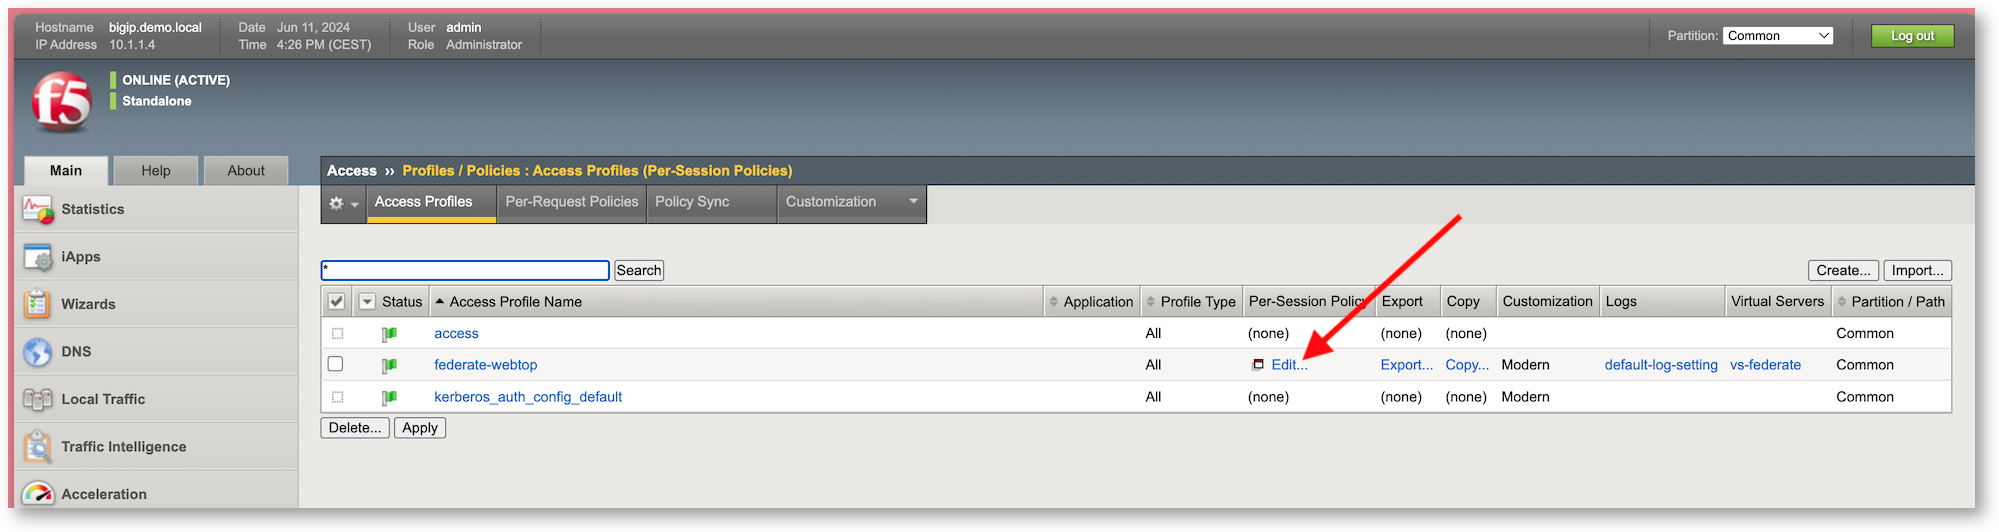 Hostname bigip.demo.local Date Jun 11, 2024 User admin
IP Address 10.1.1.4 Time 4:26 PM (CEST) Role Administrator
Partition: Common Log out
f5
ONLINE (ACTIVE)
Standalone
Main Help About
Access ›› Profiles / Policies : Access Profiles (Per-Session Policies)
Access Profiles Per-Request Policies Policy Sync Customization
Statistics
iApps
Wizards
DNS
Local Traffic
Traffic Intelligence
Acceleration
* Search Create... Import...
Status Access Profile Name Application Profile Type Per-Session Policy Export Copy Customization Logs Virtual Servers Partition / Path
access All (none) (none) (none) Common
federate-webtop All Edit... Export... Copy... Modern default-log-setting vs-federate Common
kerberos_auth_config_default All (none) (none) (none) Modern Common
Delete... Apply